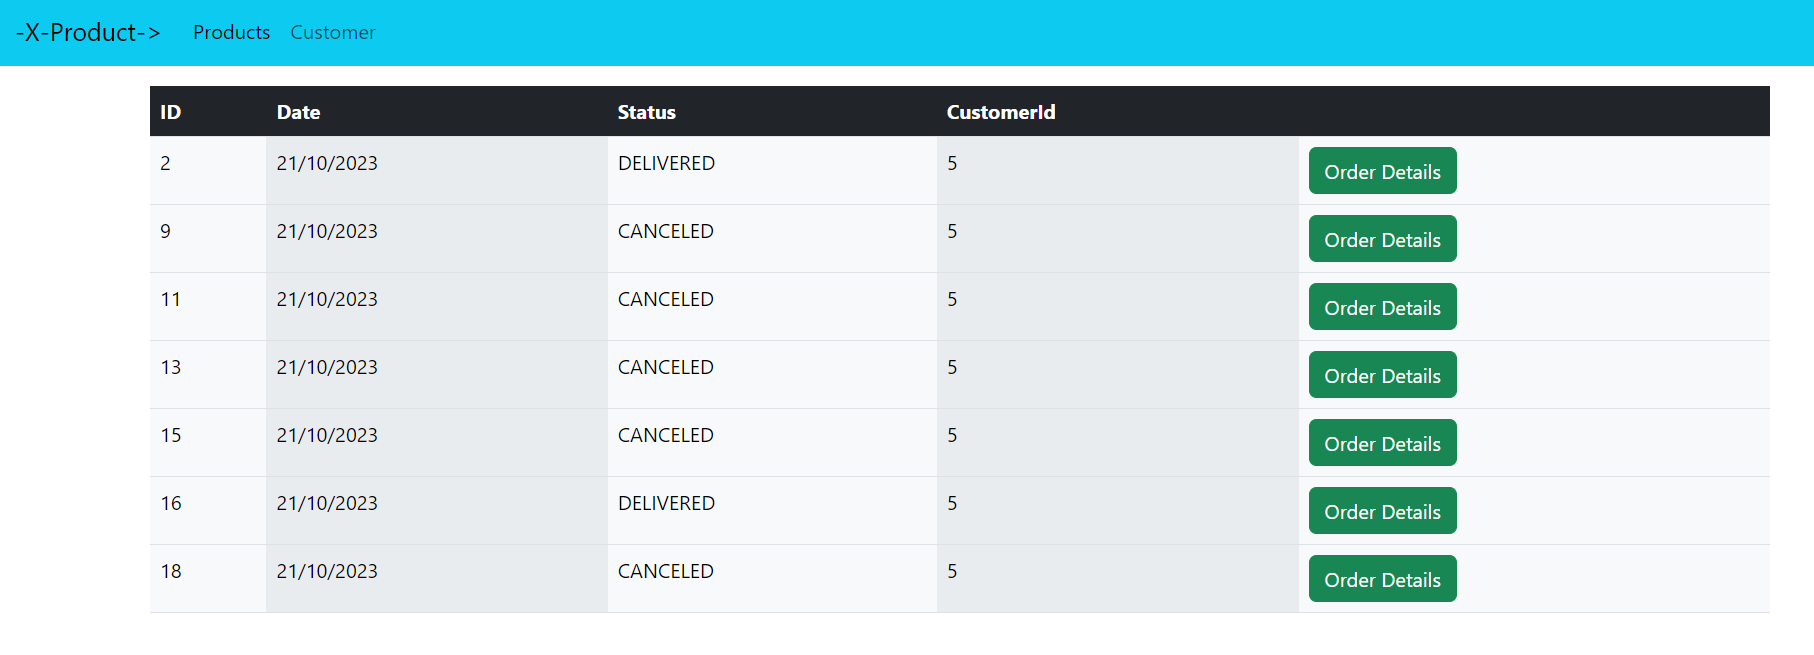 -X-Product-> Products Customer
ID Date Status CustomerId
2 21/10/2023 DELIVERED 5 Order Details
9 21/10/2023 CANCELED 5 Order Details
11 21/10/2023 CANCELED 5 Order Details
13 21/10/2023 CANCELED 5 Order Details
15 21/10/2023 CANCELED 5 Order Details
16 21/10/2023 DELIVERED 5 Order Details
18 21/10/2023 CANCELED 5 Order Details